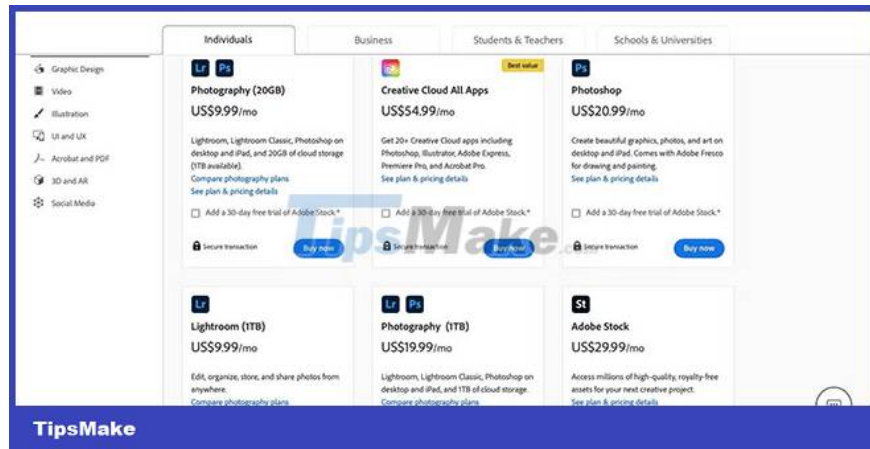 Individuals
Business
Students & Teachers
Schools & Universities
Graphic Design
Video
Illustration
UI and UX
Acrobat and PDF
3D and AR
Social Media
Lr Ps
Photography (20GB)
US$9.99/mo
Lightroom, Lightroom Classic, Photoshop on
desktop and iPad, and 20GB of cloud storage
(1TB available).
Compare photography plans
See plan & pricing details
Add a 30-day free trial of Adobe Stock.*
Secure transaction
Buy now
Best value
Creative Cloud All Apps
US$54.99/mo
Get 20+ Creative Cloud apps including
Photoshop, Illustrator, Adobe Express,
Premiere Pro, and Acrobat Pro.
See plan & pricing details
Add a 30-day free trial of Adobe Stock.*
Secure transaction
Buy now
Ps
Photoshop
US$20.99/mo
Create beautiful graphics, photos, and art on
desktop and iPad. Comes with Adobe Fresco
for drawing and painting.
See plan & pricing details
Add a 30-day free trial of Adobe Stock.*
Secure transaction
Buy now
TipsMake.com
Lr
Lightroom (1TB)
US$9.99/mo
Edit, organize, store, and share photos from
anywhere.
Compare photography plans
Lr Ps
Photography (1TB)
US$19.99/mo
Lightroom, Lightroom Classic, Photoshop on
desktop and iPad, and 1TB of cloud storage.
Compare photography plans
St
Adobe Stock
US$29.99/mo
Access millions of high-quality, royalty-free
assets for your next creative project.
See plan & pricing details
TipsMake